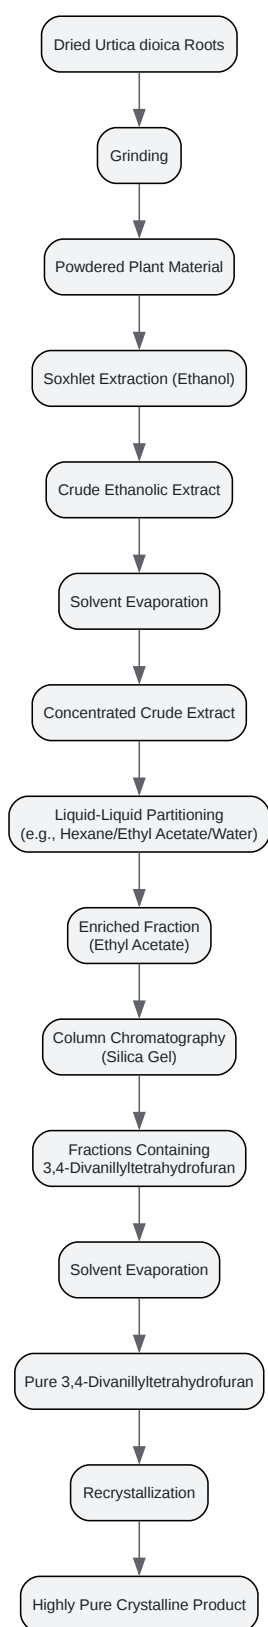 Dried Urtica dioica Roots
Grinding
Powdered Plant Material
Soxhlet Extraction (Ethanol)
Crude Ethanolic Extract
Solvent Evaporation
Concentrated Crude Extract
Liquid-Liquid Partitioning
(e.g., Hexane/Ethyl Acetate/Water)
Enriched Fraction
(Ethyl Acetate)
Column Chromatography
(Silica Gel)
Fractions Containing
3,4-Divanillyltetrahydrofuran
Solvent Evaporation
Pure 3,4-Divanillyltetrahydrofuran
Recrystallization
Highly Pure Crystalline Product